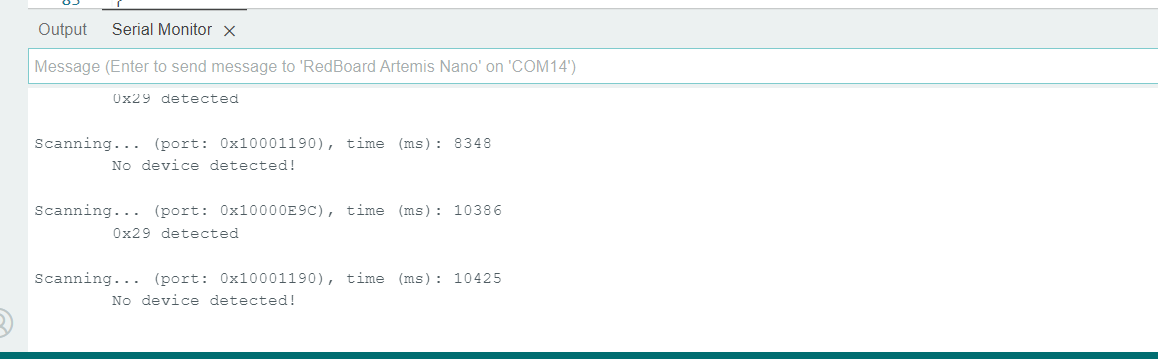 Output Serial Monitor
Message (Enter to send message to 'RedBoard Artemis Nano' on 'COM14')
0x29 detected
Scanning... (port: 0x10001190), time (ms): 8348
No device detected!
Scanning... (port: 0x10000E9C), time (ms): 10386
0x29 detected
Scanning... (port: 0x10001190), time (ms): 10425
No device detected!